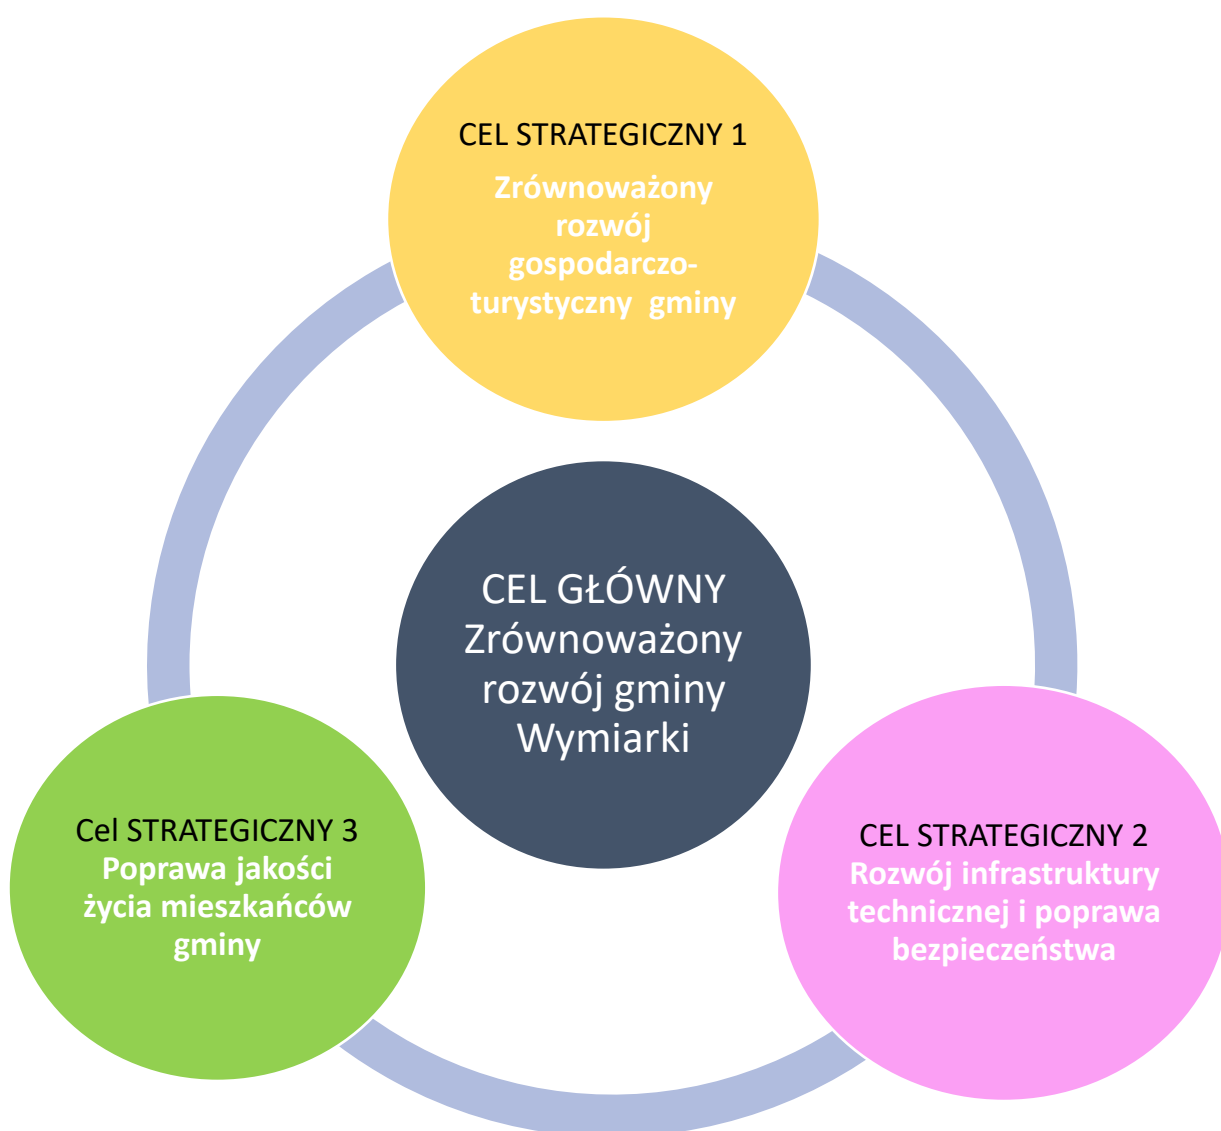 CEL STRATEGICZNY 1
Zrównoważony
rozwój
gospodarczo-
turystyczny gminy
CEL GŁÓWNY
Zrównoważony
rozwój gminy
Wymiarki
Cel STRATEGICZNY 3
Poprawa jakości
życia mieszkańców
gminy
CEL STRATEGICZNY 2
Rozwój infrastruktury
technicznej i poprawa
bezpieczeństwa